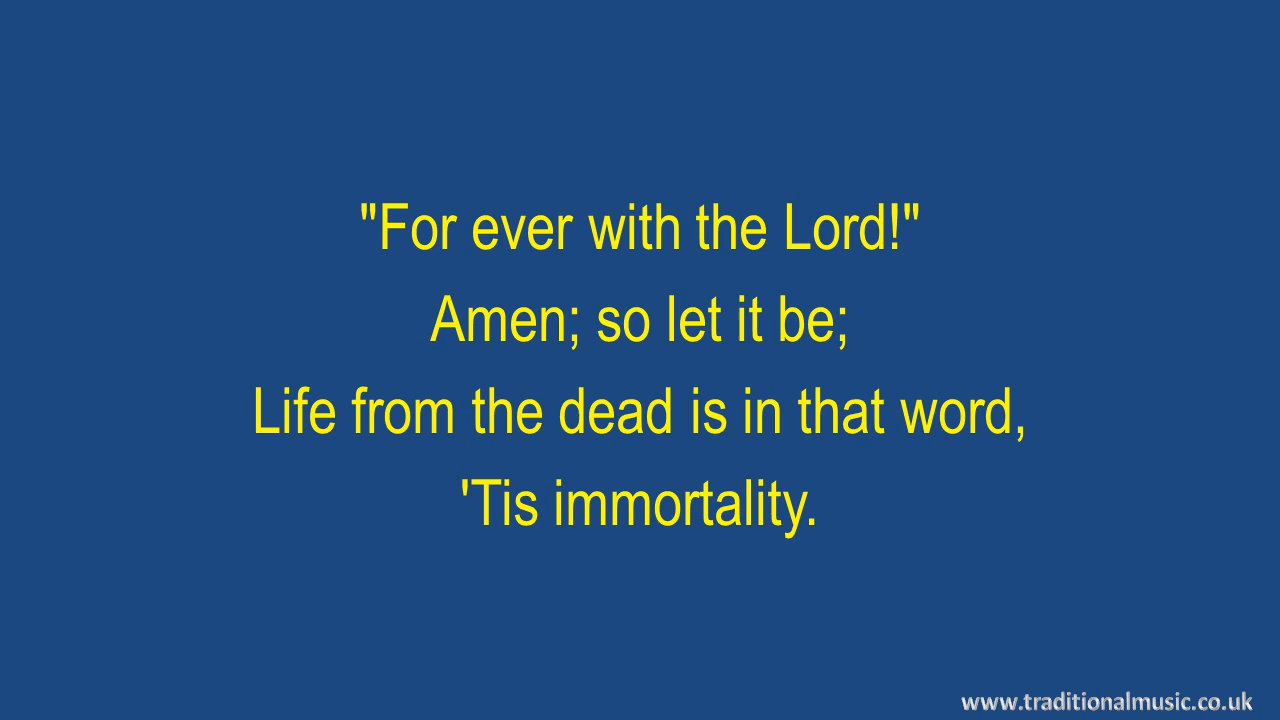 "For ever with the Lord!"
Amen; so let it be;
Life from the dead is in that word,
'Tis immortality.
www.traditionalmusic.co.uk